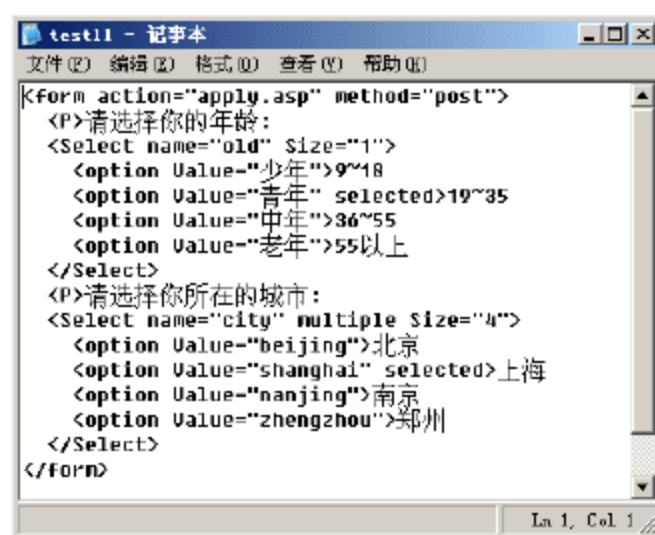 test11 - 记事本
文件(F) 编辑(E) 格式(O) 查看(V) 帮助(H)
<form action="apply.asp" method="post">
<P>请选择你的年龄:
<Select name="old" Size="1">
<option Value="少年">9~18
<option Value="青年" selected>19~35
<option Value="中年">36~55
<option Value="老年">55以上
</Select>
<P>请选择你所在的城市:
<Select name="city" multiple Size="4">
<option Value="beijing">北京
<option Value="shanghai" selected>上海
<option Value="nanjing">南京
<option Value="zhengzhou">郑州
</Select>
</form>
Ln 1, Col 1